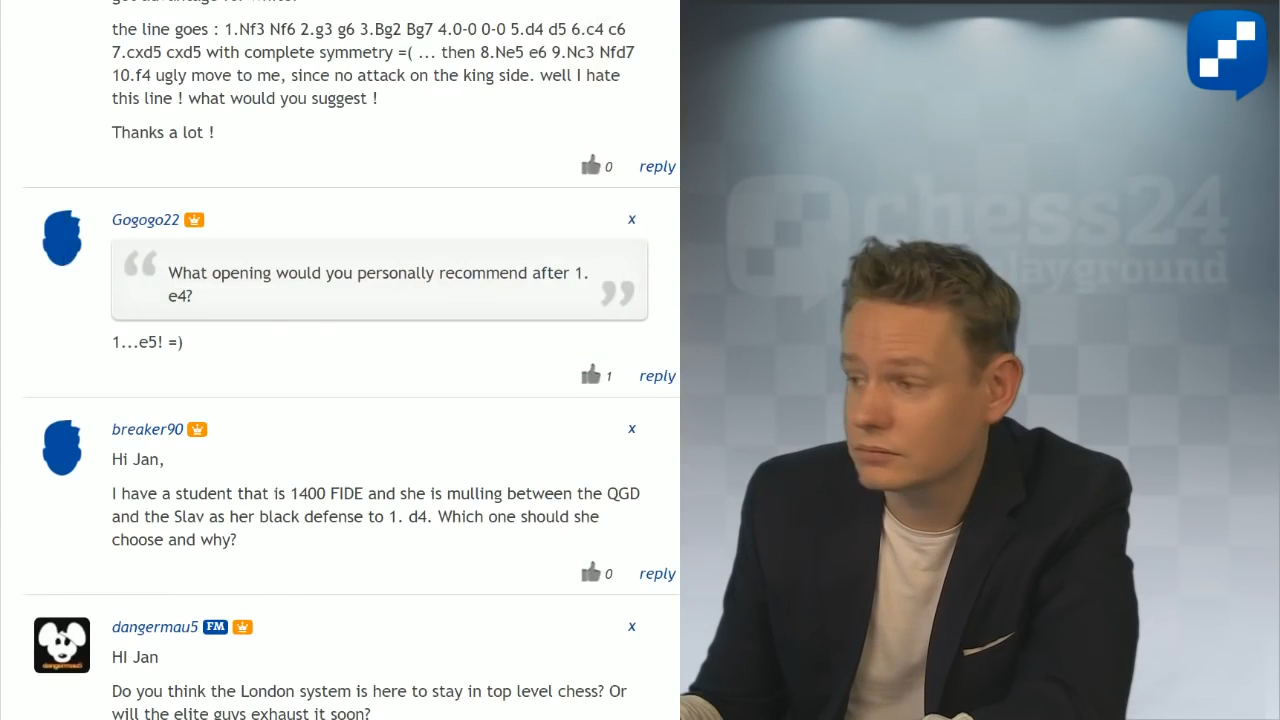 the line goes : 1.Nf3 Nf6 2.g3 g6 3.Bg2 Bg7 4.0-0 0-0 5.d4 d5 6.c4 c6
7.cxd5 cxd5 with complete symmetry =( ... then 8.Ne5 e6 9.Nc3 Nfd7
10.f4 ugly move to me, since no attack on the king side. well I hate
this line ! what would you suggest !
Thanks a lot !
0 reply
Gogogo22 x
“ What opening would you personally recommend after 1.
e4? ”
1...e5! =)
1 reply
breaker90 x
Hi Jan,
I have a student that is 1400 FIDE and she is mulling between the QGD
and the Slav as her black defense to 1. d4. Which one should she
choose and why?
0 reply
dangermau5 FM x
HI Jan
Do you think the London system is here to stay in top level chess? Or
will the elite guys exhaust it soon?
chess24